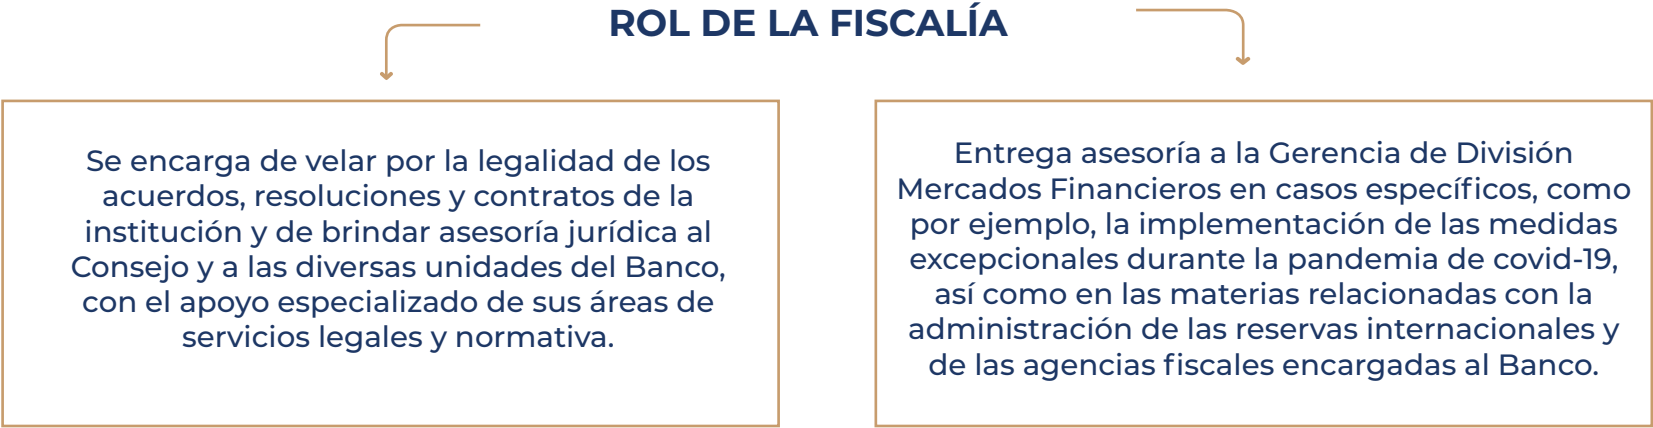 ROL DE LA FISCALÍA
Se encarga de velar por la legalidad de los
acuerdos, resoluciones y contratos de la
institución y de brindar asesoría jurídica al
Consejo y a las diversas unidades del Banco,
con el apoyo especializado de sus áreas de
servicios legales y normativa.
Entrega asesoría a la Gerencia de División
Mercados Financieros en casos específicos, como
por ejemplo, la implementación de las medidas
excepcionales durante la pandemia de covid-19,
así como en las materias relacionadas con la
administración de las reservas internacionales y
de las agencias fiscales encargadas al Banco.